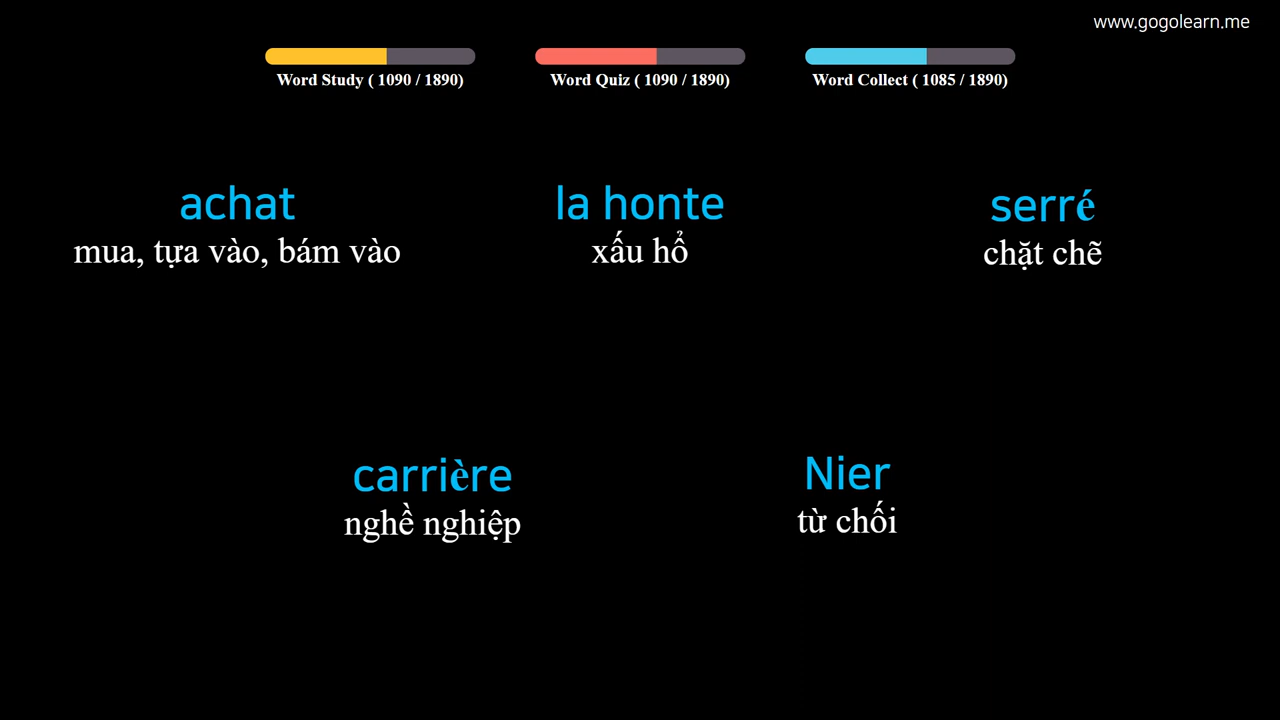 www.gogolearn.me
Word Study ( 1090 / 1890)
Word Quiz ( 1090 / 1890)
Word Collect ( 1085 / 1890)
achat
mua, tựa vào, bám vào
la honte
xấu hổ
serré
chặt chẽ
carrière
nghề nghiệp
Nier
từ chối